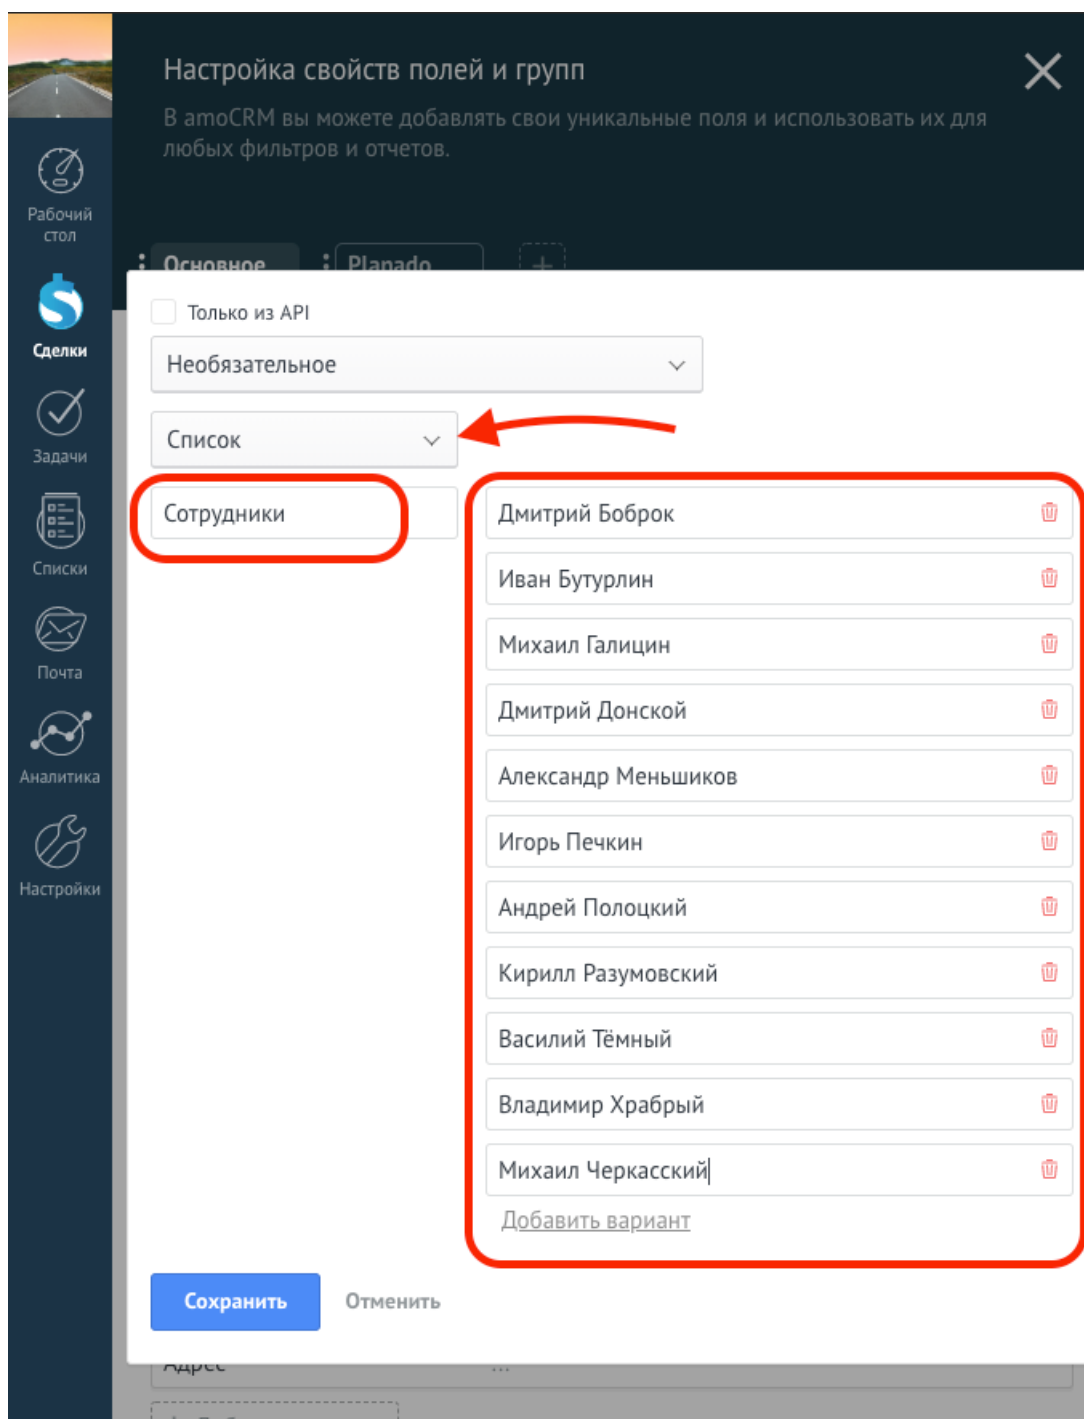 Настройка свойств полей и групп
В amoCRM вы можете добавлять свои уникальные поля и использовать их для
любых фильтров и отчетов.
Рабочий
стол
Сделки
Задачи
Списки
Почта
Аналитика
Настройки
Основное
Planado
Только из API
Необязательное
Список
Сотрудники
Дмитрий Боброк
Иван Бутурлин
Михаил Галицин
Дмитрий Донской
Александр Меньшиков
Игорь Печкин
Андрей Полоцкий
Кирилл Разумовский
Василий Тёмный
Владимир Храбрый
Михаил Черкасский
Добавить вариант
Сохранить
Отменить
Адрес
...